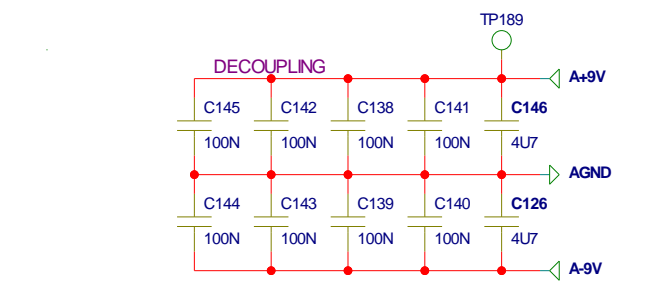 TP189
DECOUPLING
A+9V
C145 C142 C138 C141 C146
100N 100N 100N 100N 4U7
AGND
C144 C143 C139 C140 C126
100N 100N 100N 100N 4U7
A-9V